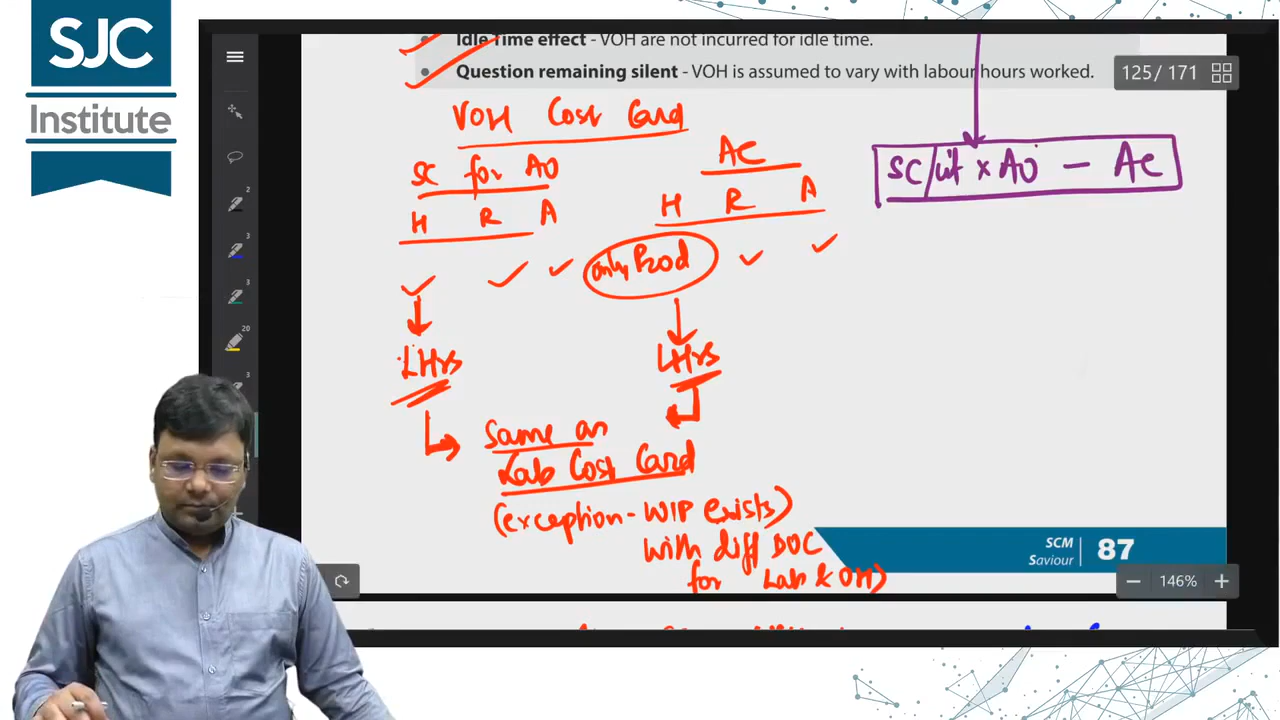 SJC
Institute
• Idle Time effect - VOH are not incurred for idle time.
• Question remaining silent - VOH is assumed to vary with labour hours worked.
125 / 171
VOH Cost Card
SC for AO
AC
H R A
H R A
only Prod
SC/ut × AO - AC
LHrs
LHrs
Same as
Lab Cost Card
(exception - WIP exists)
with diff DOC
for Lab & OH)
SCM
Saviour
87
146%
2
20